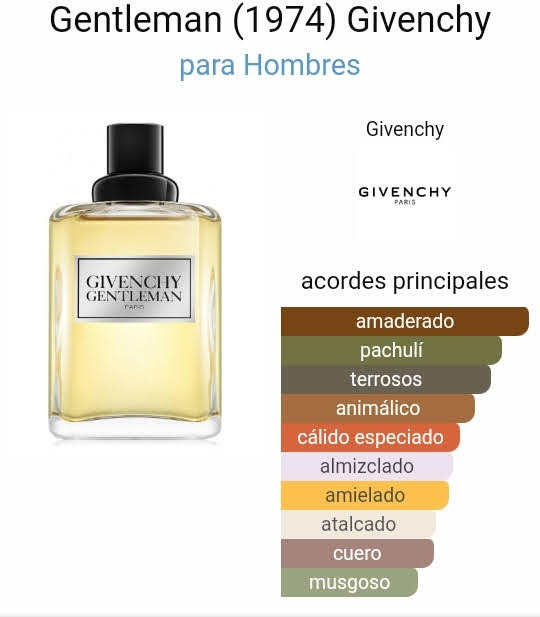 Gentleman (1974) Givenchy
para Hombres
Givenchy
GIVENCHY
PARIS
GIVENCHY
GENTLEMAN
PARIS
acordes principales
amaderado
pachulí
terrosos
animálico
cálido especiado
almizclado
amielado
atalcado
cuero
musgoso